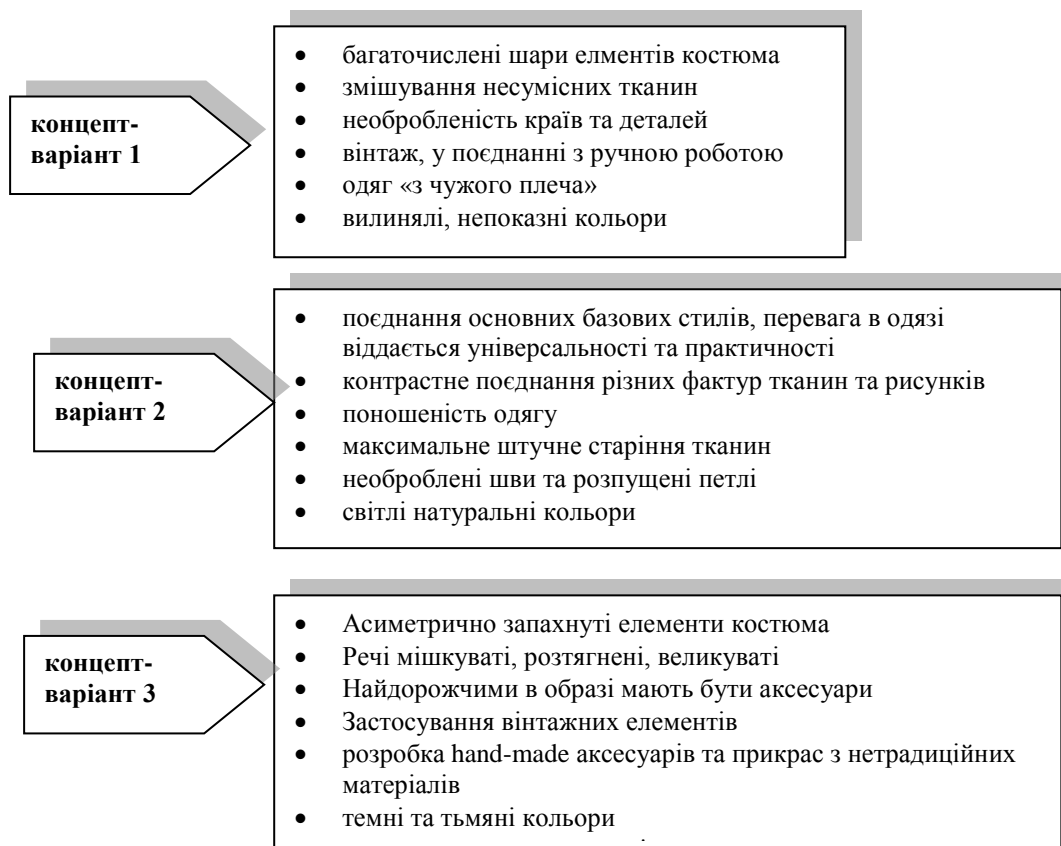 концепт-
варіант 1
• багаточислені шари елментів костюма
• змішування несумісних тканин
• необробленість країв та деталей
• вінтаж, у поєднанні з ручною роботою
• одяг «з чужого плеча»
• вилинялі, непоказні кольори
концепт-
варіант 2
• поєднання основних базових стилів, перевага в одязі
віддається універсальності та практичності
• контрастне поєднання різних фактур тканин та рисунків
• поношеність одягу
• максимальне штучне старіння тканин
• необроблені шви та розпущені петлі
• світлі натуральні кольори
концепт-
варіант 3
• Асиметрично запахнуті елементи костюма
• Речі мішкуваті, розтягнені, великуваті
• Найдорожчими в образі мають бути аксесуари
• Застосування вінтажних елементів
• розробка hand-made аксесуарів та прикрас з нетрадиційних
матеріалів
• темні та тьмяні кольори